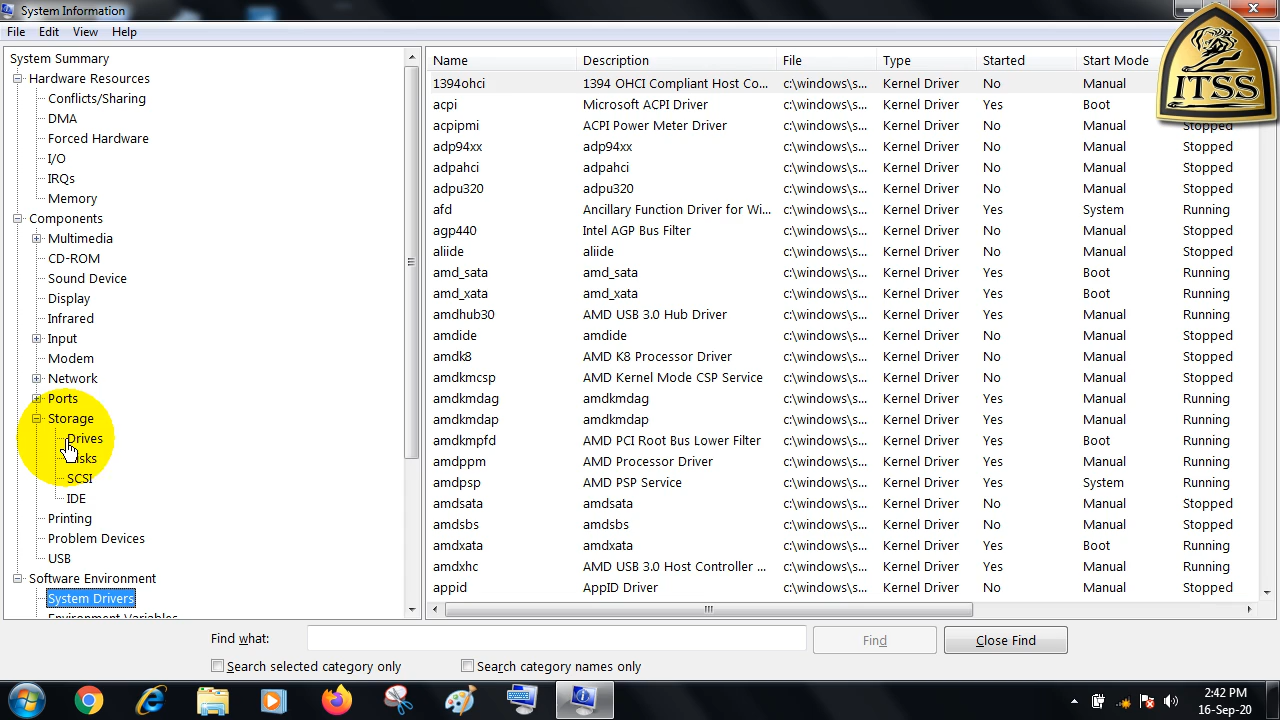 System Information
File Edit View Help
System Summary
Hardware Resources
Conflicts/Sharing
DMA
Forced Hardware
I/O
IRQs
Memory
Components
Multimedia
CD-ROM
Sound Device
Display
Infrared
Input
Modem
Network
Ports
Storage
Drives
SCSI
IDE
Printing
Problem Devices
USB
Software Environment
System Drivers
Environment Variables
Name Description File Type Started Start Mode
1394ohci 1394 OHCI Compliant Host Co... c:\windows\s... Kernel Driver No Manual
acpi Microsoft ACPI Driver c:\windows\s... Kernel Driver Yes Boot
acpipmi ACPI Power Meter Driver c:\windows\s... Kernel Driver No Manual Stopped
adp94xx adp94xx c:\windows\s... Kernel Driver No Manual Stopped
adpahci adpahci c:\windows\s... Kernel Driver No Manual Stopped
adpu320 adpu320 c:\windows\s... Kernel Driver No Manual Stopped
afd Ancillary Function Driver for Wi... c:\windows\s... Kernel Driver Yes System Running
agp440 Intel AGP Bus Filter c:\windows\s... Kernel Driver No Manual Stopped
aliide aliide c:\windows\s... Kernel Driver No Manual Stopped
amd_sata amd_sata c:\windows\s... Kernel Driver Yes Boot Running
amd_xata amd_xata c:\windows\s... Kernel Driver Yes Boot Running
amdhub30 AMD USB 3.0 Hub Driver c:\windows\s... Kernel Driver Yes Manual Running
amdide amdide c:\windows\s... Kernel Driver No Manual Stopped
amdk8 AMD K8 Processor Driver c:\windows\s... Kernel Driver No Manual Stopped
amdkmcsp AMD Kernel Mode CSP Service c:\windows\s... Kernel Driver No Manual Stopped
amdkmdag amdkmdag c:\windows\s... Kernel Driver Yes Manual Running
amdkmdap amdkmdap c:\windows\s... Kernel Driver Yes Manual Running
amdkmpfd AMD PCI Root Bus Lower Filter c:\windows\s... Kernel Driver Yes Boot Running
amdppm AMD Processor Driver c:\windows\s... Kernel Driver Yes Manual Running
amdpsp AMD PSP Service c:\windows\s... Kernel Driver Yes System Running
amdsata amdsata c:\windows\s... Kernel Driver No Manual Stopped
amdsbs amdsbs c:\windows\s... Kernel Driver No Manual Stopped
amdxata amdxata c:\windows\s... Kernel Driver Yes Boot Running
amdxhc AMD USB 3.0 Host Controller ... c:\windows\s... Kernel Driver Yes Manual Running
appid AppID Driver c:\windows\s... Kernel Driver No Manual Stopped
ITSS
Find what: Find Close Find
Search selected category only Search category names only
2:42 PM
16-Sep-20